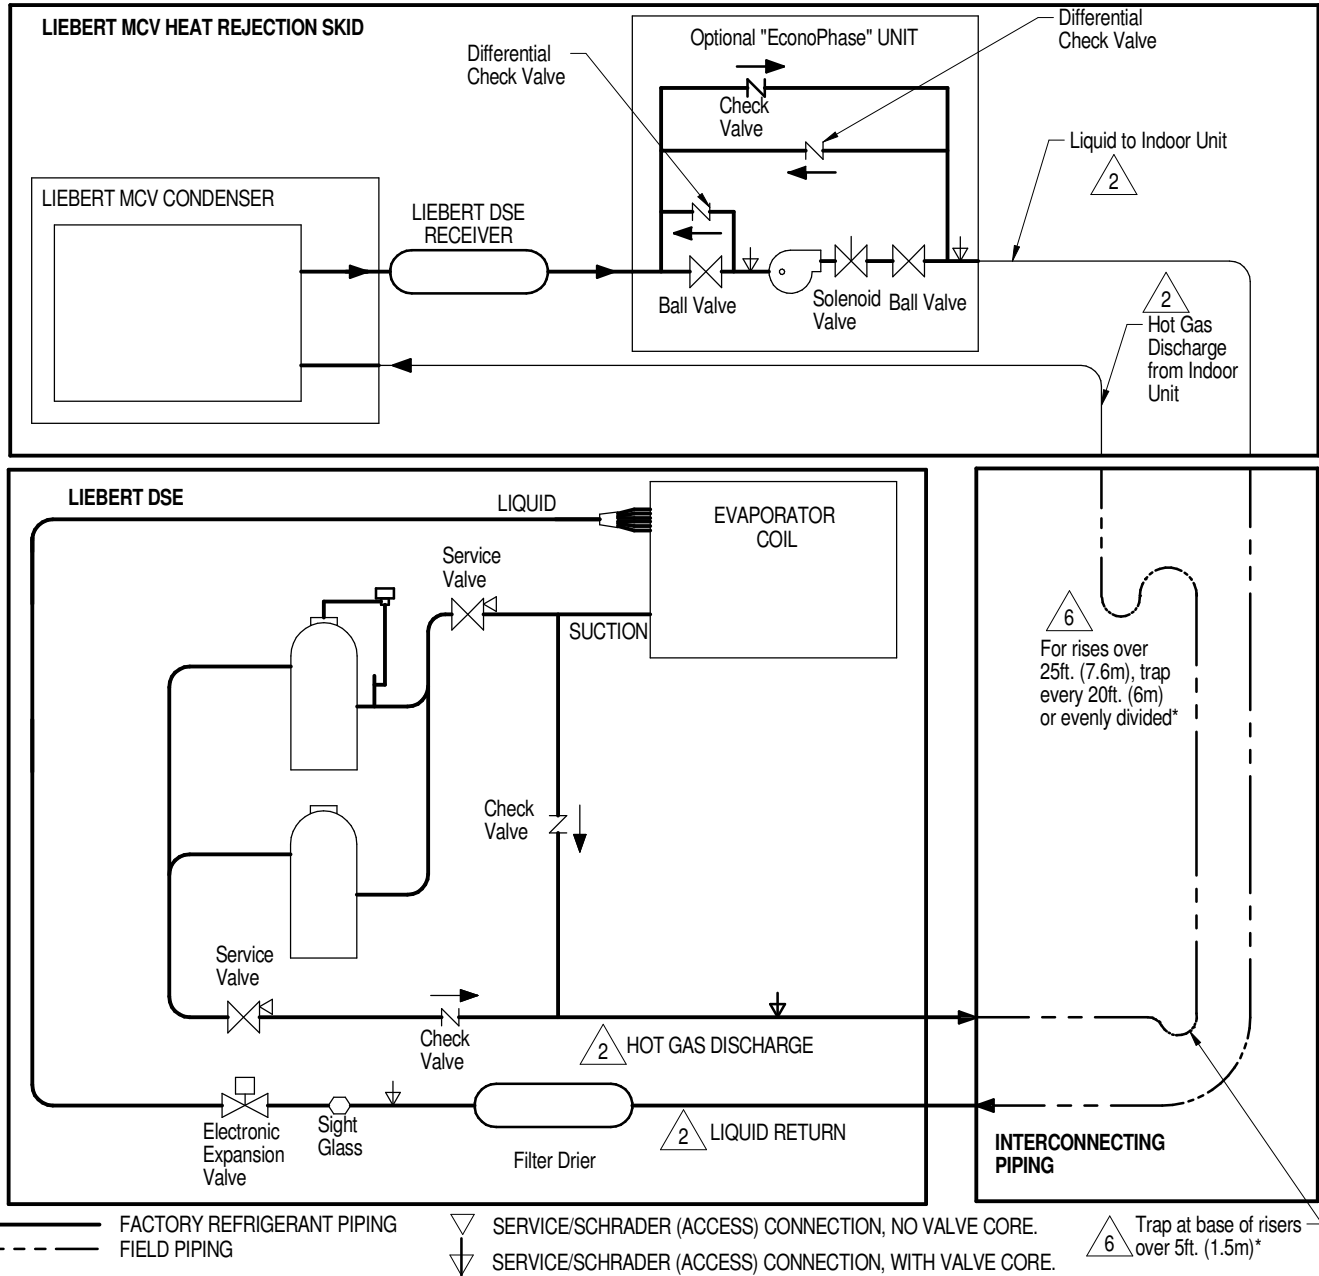 LIEBERT MCV HEAT REJECTION SKID
Differential
Check Valve
Optional "EconoPhase" UNIT
Differential
Check Valve
Check
Valve
Liquid to Indoor Unit
2
LIEBERT MCV CONDENSER
LIEBERT DSE
RECEIVER
Ball Valve
Solenoid
Valve
Ball Valve
2
Hot Gas
Discharge
from Indoor
Unit
LIEBERT DSE
LIQUID
EVAPORATOR
COIL
Service
Valve
SUCTION
6
For rises over
25ft. (7.6m), trap
every 20ft. (6m)
or evenly divided*
Check
Valve
Service
Valve
Check
Valve
2
HOT GAS DISCHARGE
Electronic
Expansion
Valve
Sight
Glass
Filter Drier
2
LIQUID RETURN
INTERCONNECTING
PIPING
FACTORY REFRIGERANT PIPING
FIELD PIPING
SERVICE/SCHRADER (ACCESS) CONNECTION, NO VALVE CORE.
SERVICE/SCHRADER (ACCESS) CONNECTION, WITH VALVE CORE.
6
Trap at base of risers
over 5ft. (1.5m)*